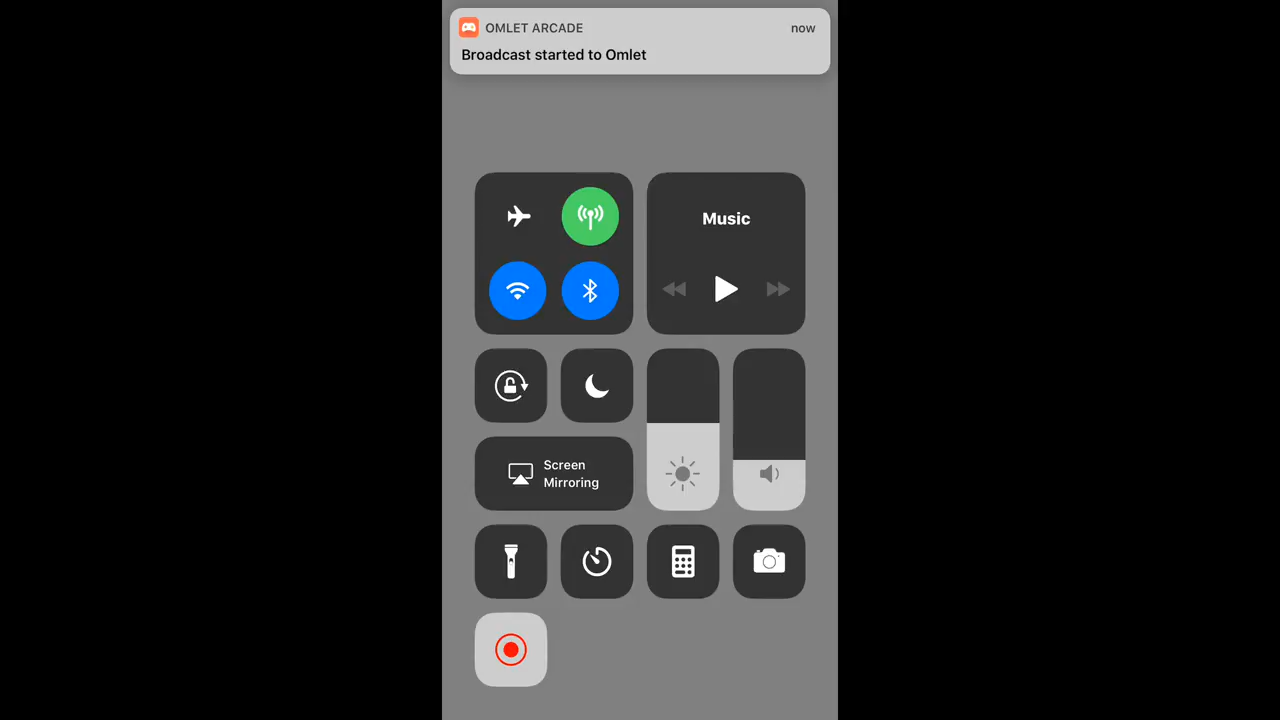 OMLET ARCADE
now
Broadcast started to Omlet
Music
Screen
Mirroring